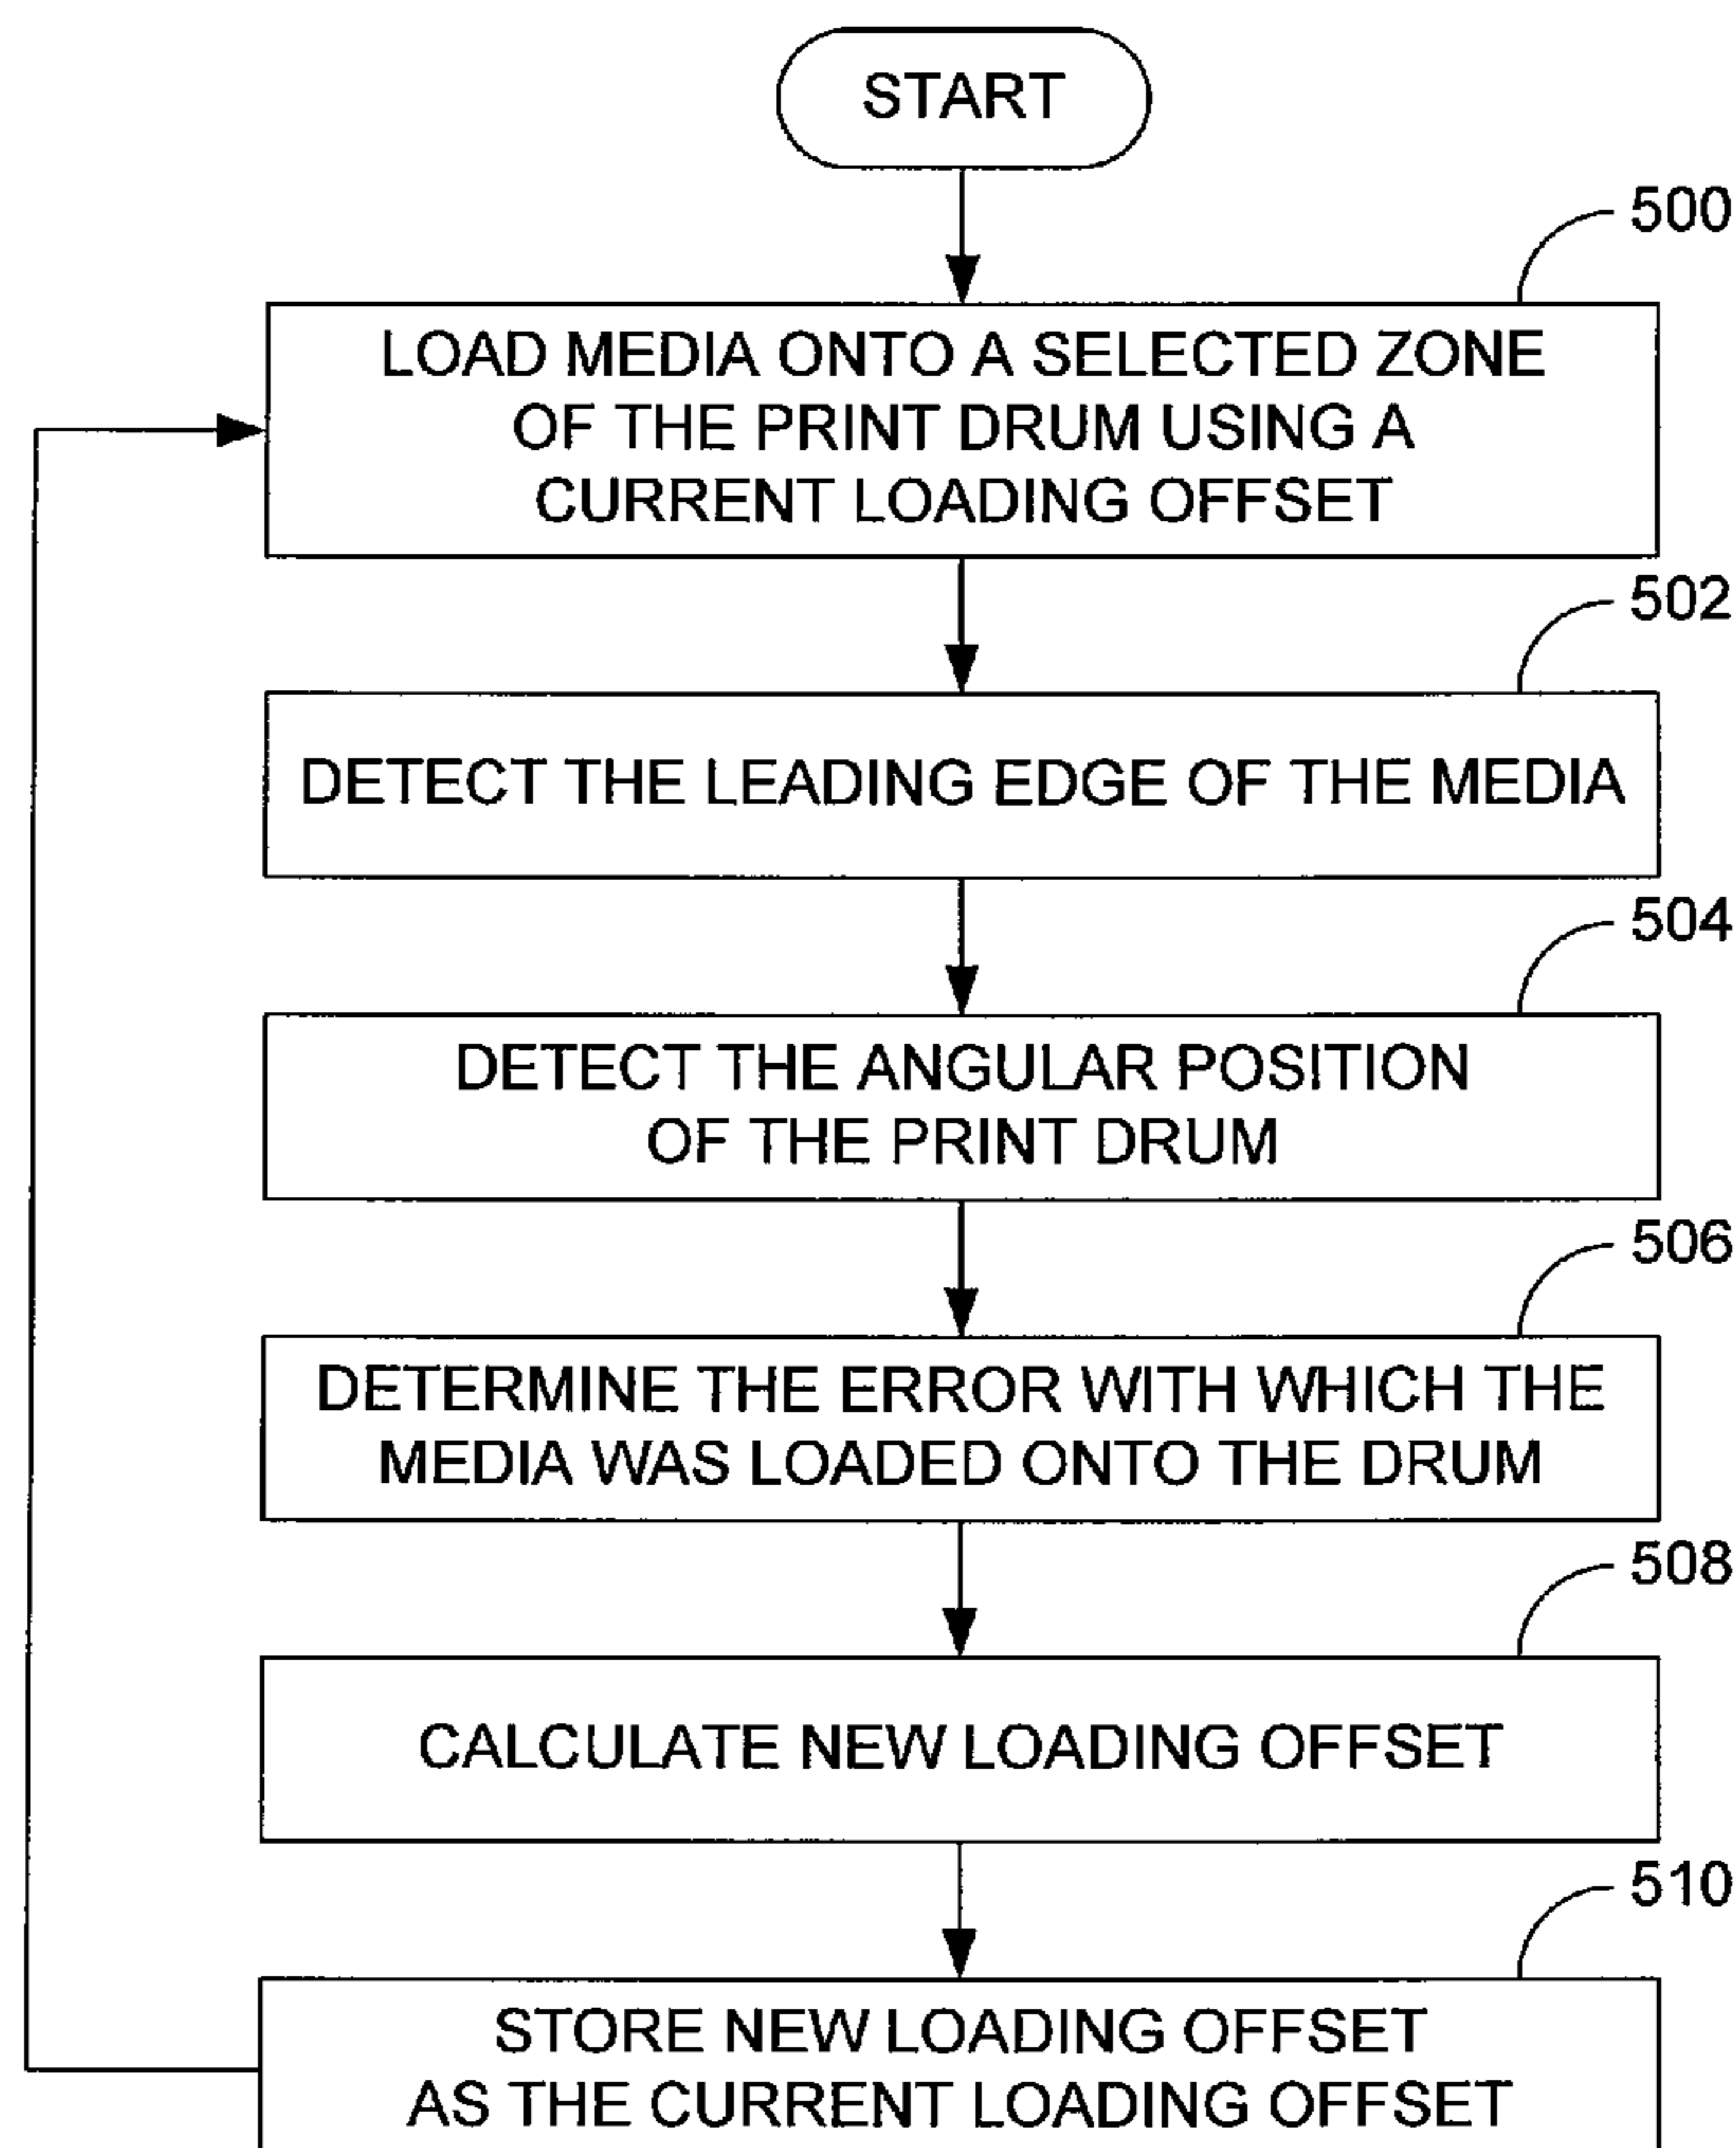 START
500
LOAD MEDIA ONTO A SELECTED ZONE
OF THE PRINT DRUM USING A
CURRENT LOADING OFFSET
502
DETECT THE LEADING EDGE OF THE MEDIA
504
DETECT THE ANGULAR POSITION
OF THE PRINT DRUM
506
DETERMINE THE ERROR WITH WHICH THE
MEDIA WAS LOADED ONTO THE DRUM
508
CALCULATE NEW LOADING OFFSET
510
STORE NEW LOADING OFFSET
AS THE CURRENT LOADING OFFSET